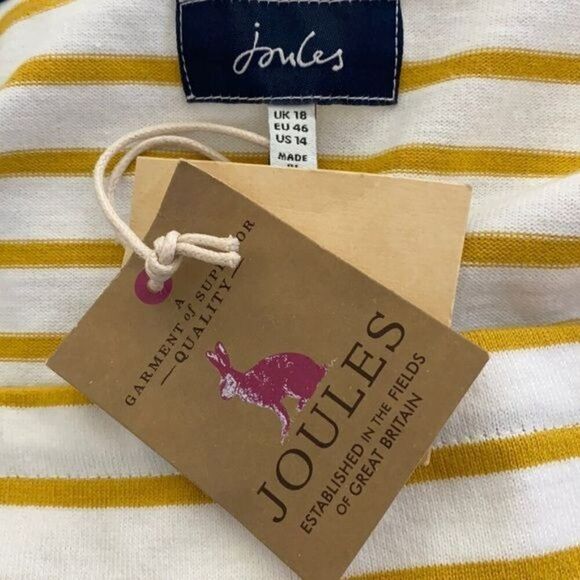 joules
UK 18
EU 46
US 14
MADE
A
GARMENT of SUPERIOR
QUALITY
JOULES
ESTABLISHED IN THE FIELDS
OF GREAT BRITAIN